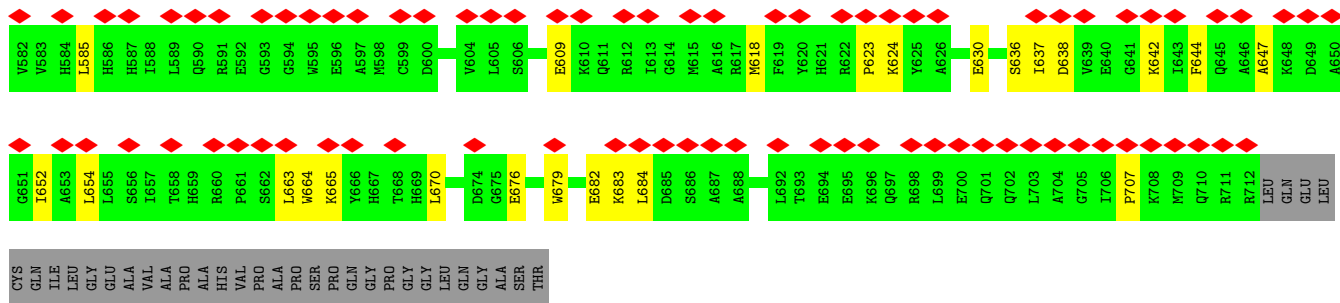 V582 V583 H584 L585 H586 H587 I588 L589 Q590 R591 E592 G593 G594 W595 E596 A597 M598 C599 D600 V604 L605 S606 E609 K610 Q611 R612 I613 G614 M615 A616 R617 M618 F619 Y620 H621 R622 P623 K624 Y625 A626 E630 S636 I637 D638 V639 E640 G641 K642 I643 F644 Q645 A646 A647 K648 D649 A650
G651 I652 A653 L654 L655 S656 I657 T658 H659 R660 P661 S662 L663 W664 K665 Y666 H667 T668 H669 L670 D674 G675 E676 W679 E682 K683 L684 D685 S686 A687 A688 L692 T693 E694 E695 K696 Q697 R698 L699 E700 Q701 Q702 L703 A704 G705 I706 P707 K708 M709 Q710 R711 R712 LEU GLN GLU LEU
CYS GLN ILE LEU GLY GLU ALA VAL ALA PRO ALA HIS VAL PRO ALA PRO SER PRO GLN GLY PRO GLY GLY LEU GLN GLY ALA SER THR